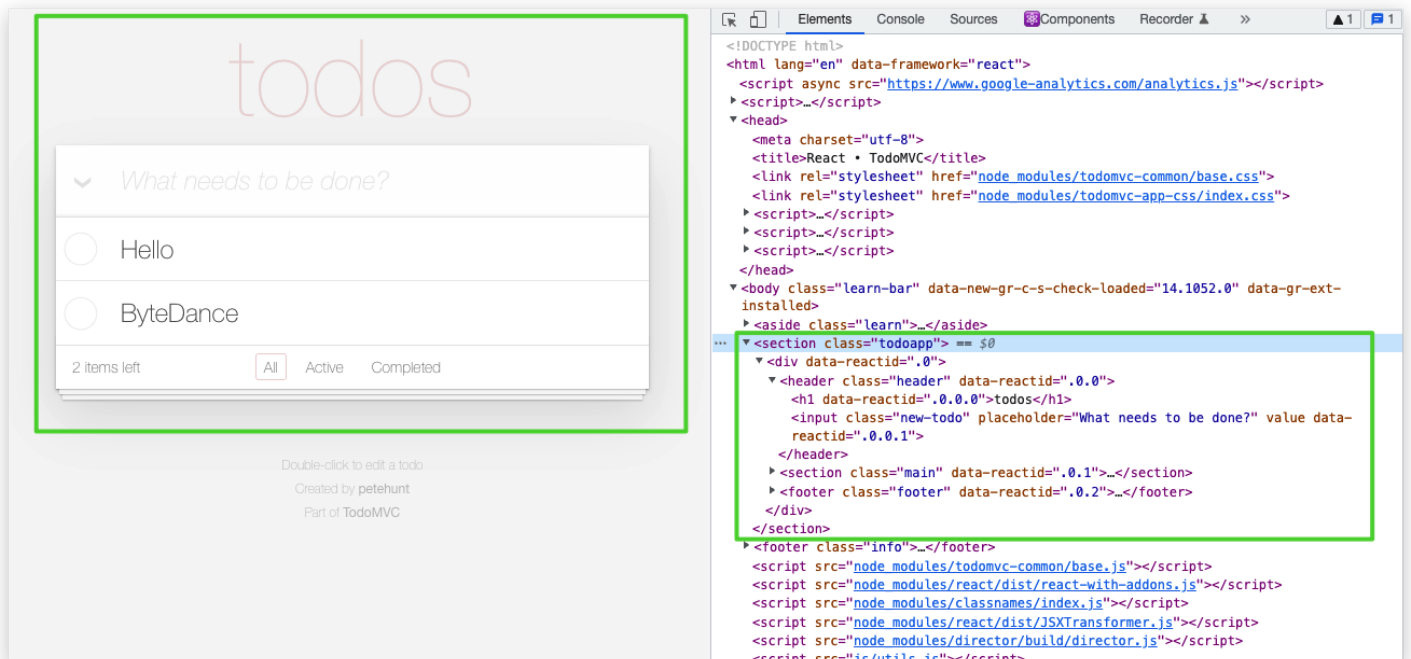 todos
What needs to be done?
Hello
ByteDance
2 items left All Active Completed
Double-click to edit a todo
Created by petehunt
Part of TodoMVC
Elements Console Sources Components Recorder » 1 1
<!DOCTYPE html>
<html lang="en" data-framework="react">
<script async src="https://www.google-analytics.com/analytics.js"></script>
<script>…</script>
<head>
<meta charset="utf-8">
<title>React • TodoMVC</title>
<link rel="stylesheet" href="node_modules/todomvc-common/base.css">
<link rel="stylesheet" href="node_modules/todomvc-app-css/index.css">
<script>…</script>
<script>…</script>
<script>…</script>
</head>
<body class="learn-bar" data-new-gr-c-s-check-loaded="14.1052.0" data-gr-ext-
installed>
<aside class="learn">…</aside>
… <section class="todoapp"> == $0
<div data-reactid=".0">
<header class="header" data-reactid=".0.0">
<h1 data-reactid=".0.0.0">todos</h1>
<input class="new-todo" placeholder="What needs to be done?" value data-
reactid=".0.0.1">
</header>
<section class="main" data-reactid=".0.1">…</section>
<footer class="footer" data-reactid=".0.2">…</footer>
</div>
</section>
<footer class="info">…</footer>
<script src="node_modules/todomvc-common/base.js"></script>
<script src="node_modules/react/dist/react-with-addons.js"></script>
<script src="node_modules/classnames/index.js"></script>
<script src="node_modules/react/dist/JSXTransformer.js"></script>
<script src="node_modules/director/build/director.js"></script>
<script src="js/utils.js"></script>